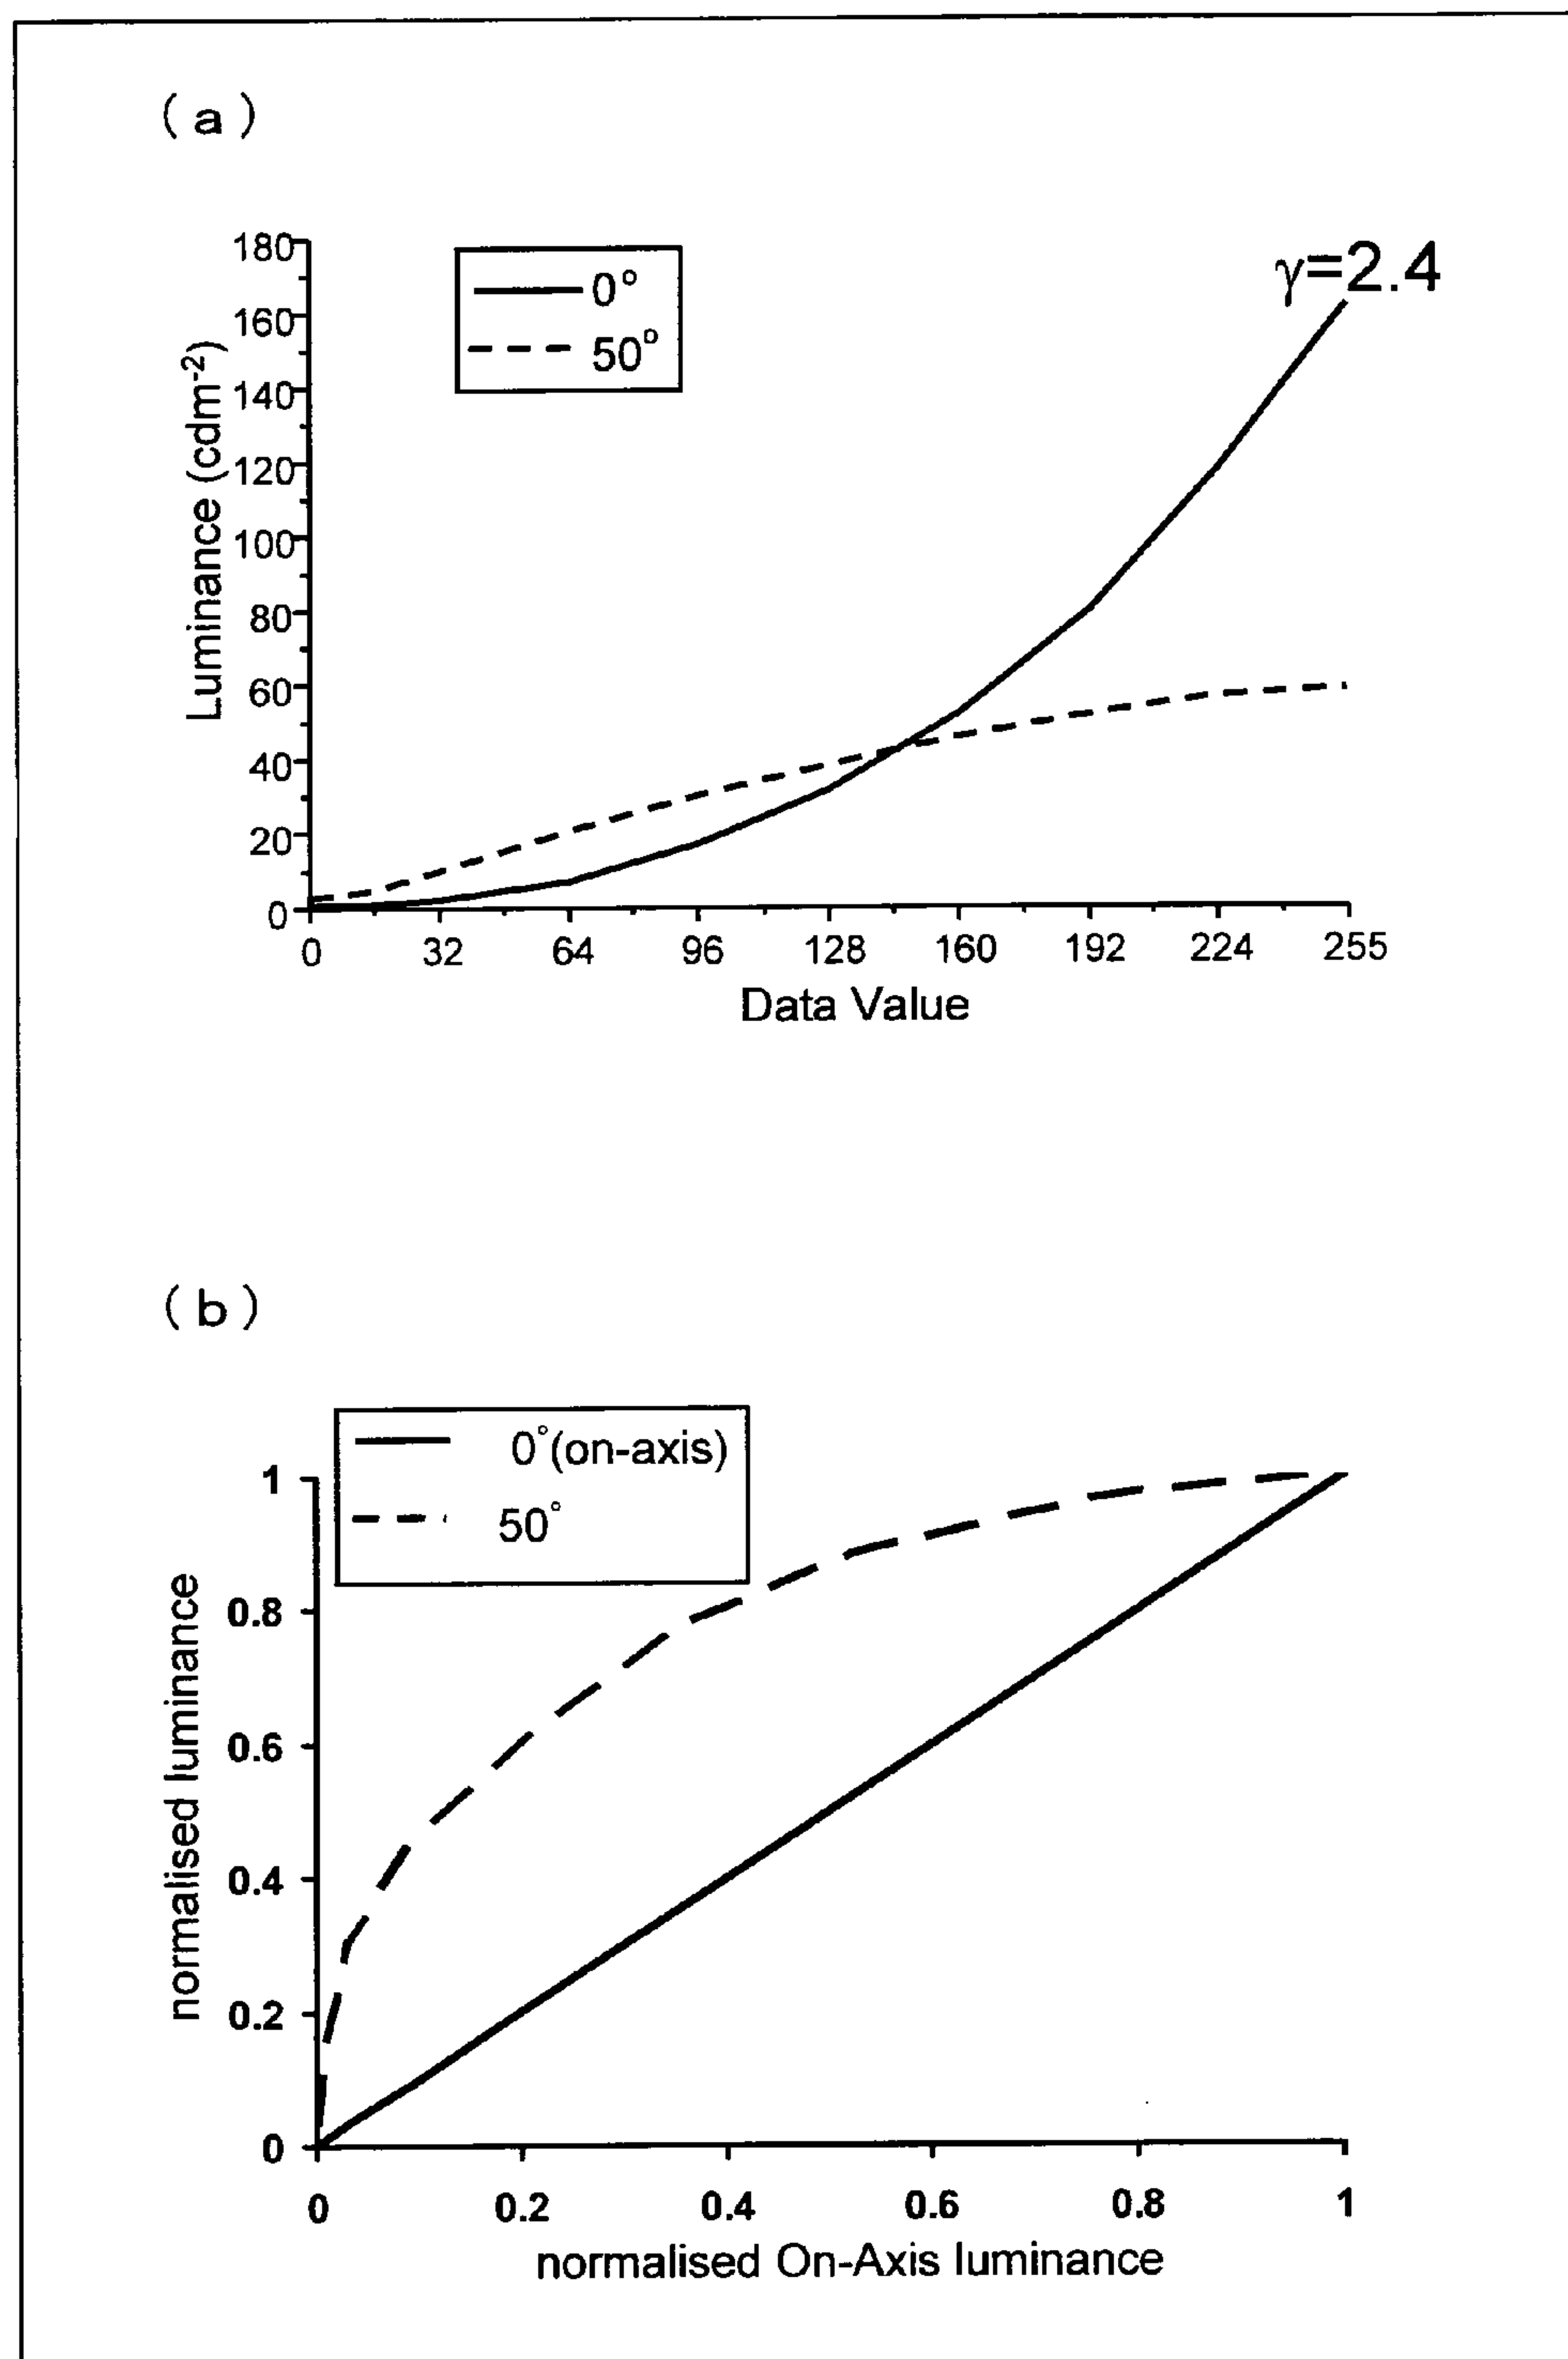 (a)
180
160
140
120
100
80
60
40
20
0
Luminance (cdm-2)
0°
50°
γ=2.4
0 32 64 96 128 160 192 224 255
Data Value
(b)
0°(on-axis)
50°
1
0.8
0.6
0.4
0.2
0
normalised luminance
0 0.2 0.4 0.6 0.8 1
normalised On-Axis luminance